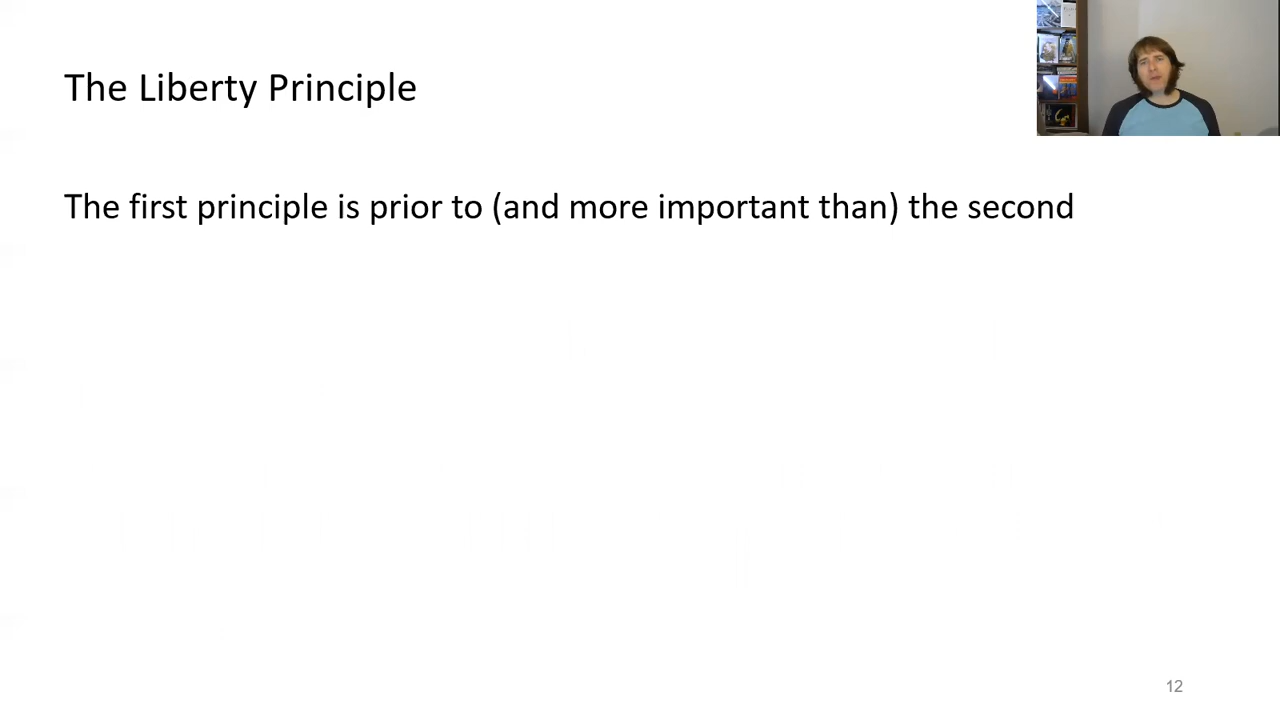 The Liberty Principle
The first principle is prior to (and more important than) the second
12